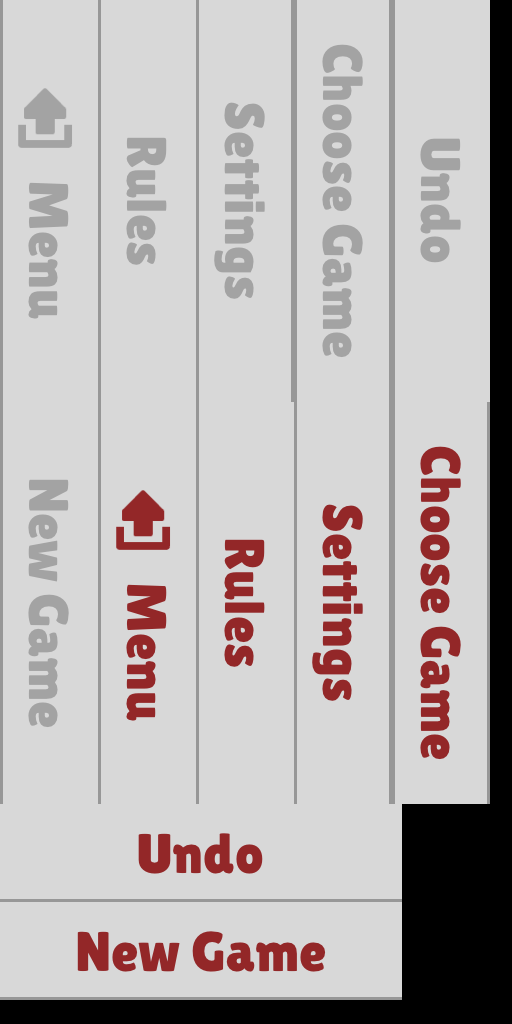 Menu
Rules
Settings
Choose Game
Undo
New Game
Menu
Rules
Settings
Choose Game
Undo
New Game